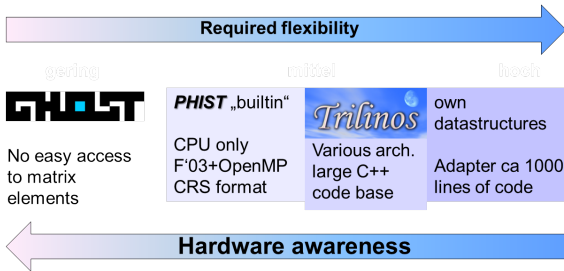 Required flexibility
gering mittel hoch
GHOST
No easy access
to matrix
elements
PHIST „builtin“
CPU only
F‘03+OpenMP
CRS format
Trilinos
Various arch.
large C++
code base
own
datastructures
Adapter ca 1000
lines of code
Hardware awareness